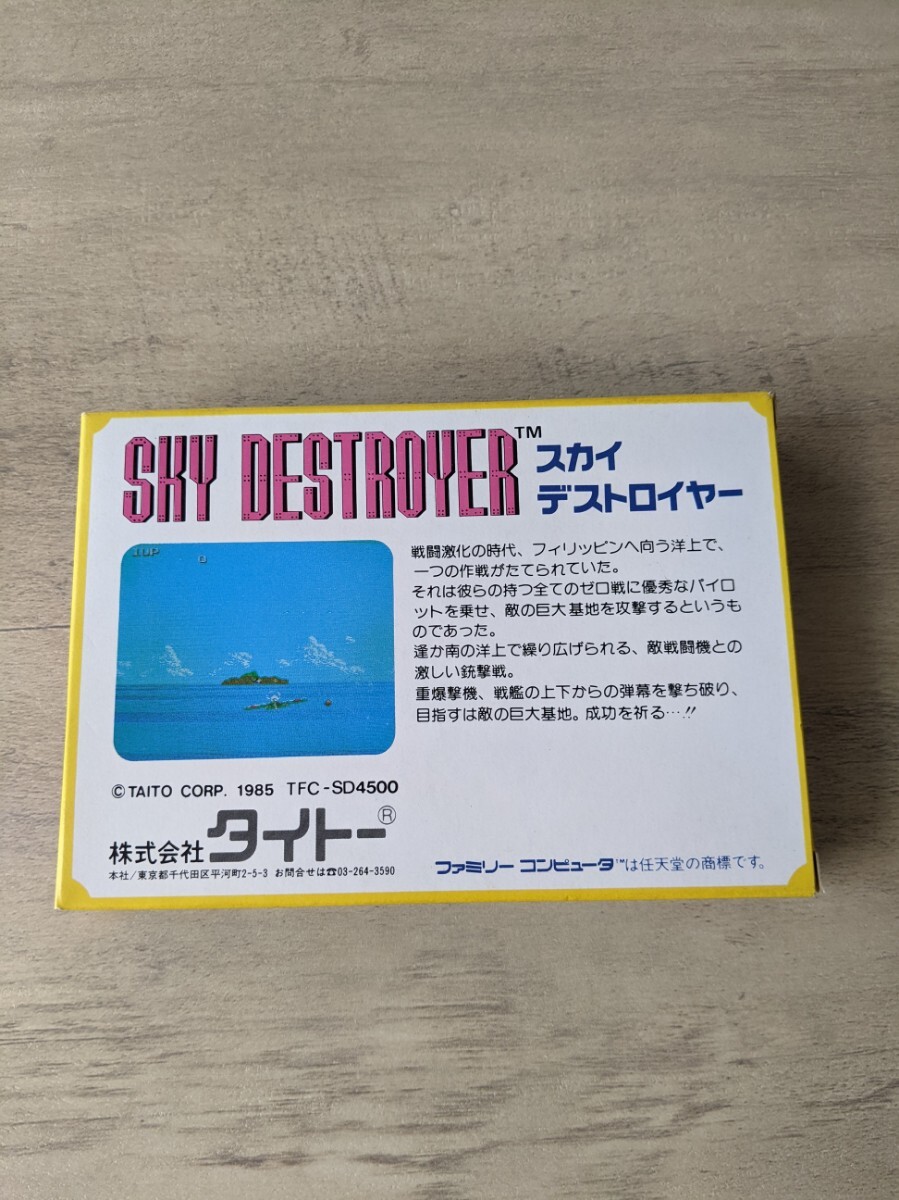 SKY DESTROYER™
スカイ
デストロイヤー
1UP
0
戦闘激化の時代、フィリッピンへ向う洋上で、
一つの作戦がたてられていた。
それは彼らの持つ全てのゼロ戦に優秀なパイロ
ットを乗せ、敵の巨大基地を攻撃するというも
のであった。
逢か南の洋上で繰り広げられる、敵戦闘機との
激しい銃撃戦。
重爆撃機、戦艦の上下からの弾幕を撃ち破り、
目指すは敵の巨大基地。成功を祈る…!!
©TAITO CORP. 1985 TFC-SD4500
株式会社タイトー®
本社/東京都千代田区平河町2-5-3 お問合せは☎03-264-3590
ファミリーコンピュータ™は任天堂の商標です。